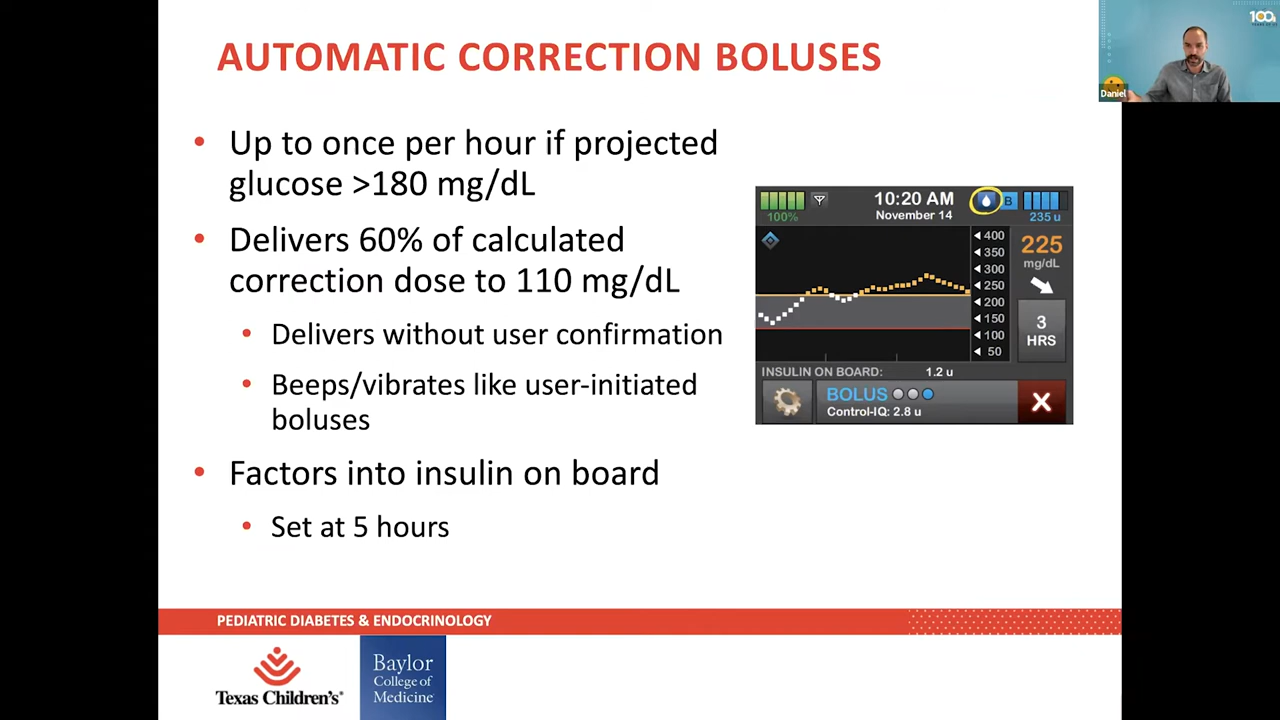 AUTOMATIC CORRECTION BOLUSES
100
Daniel
• Up to once per hour if projected
glucose >180 mg/dL
• Delivers 60% of calculated
correction dose to 110 mg/dL
• Delivers without user confirmation
• Beeps/vibrates like user-initiated
boluses
• Factors into insulin on board
• Set at 5 hours
100%
10:20 AM
November 14
B
235 u
400
350
300
250
200
150
100
50
225
mg/dL
3
HRS
INSULIN ON BOARD: 1.2 u
BOLUS
Control-IQ: 2.8 u
X
PEDIATRIC DIABETES & ENDOCRINOLOGY
Texas Children's
Baylor
College of
Medicine